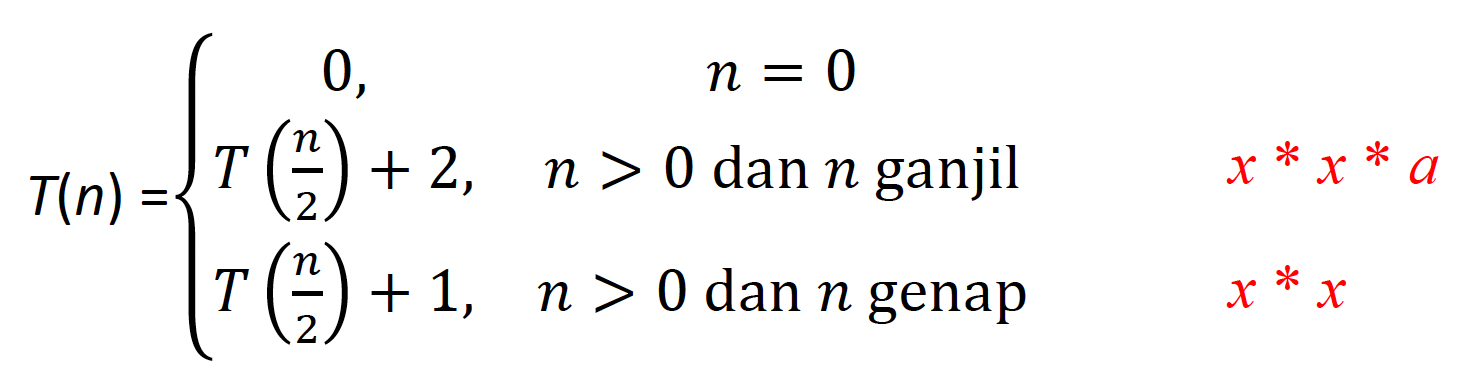 0, n = 0
T(n/2) + 2, n > 0 dan n ganjil x * x * a
T(n) =
T(n/2) + 1, n > 0 dan n genap x * x